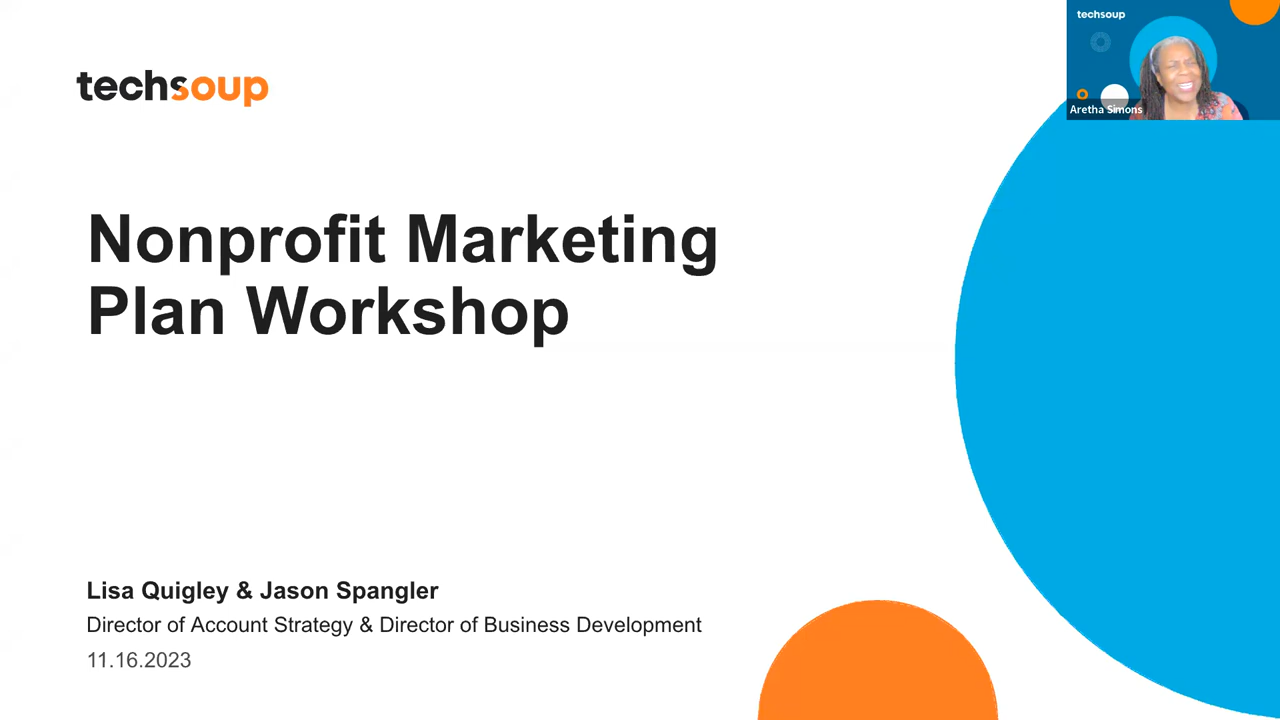 techsoup
techsoup
Aretha Simons
Nonprofit Marketing
Plan Workshop
Lisa Quigley & Jason Spangler
Director of Account Strategy & Director of Business Development
11.16.2023